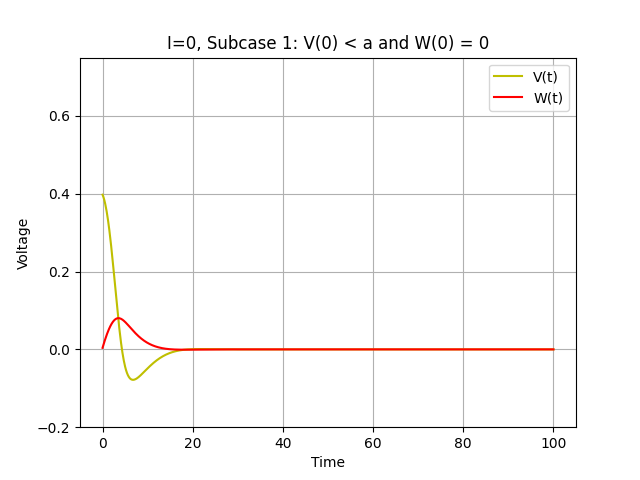 I=0, Subcase 1: V(0) < a and W(0) = 0
V(t)
W(t)
0.6
0.4
0.2
0.0
−0.2
Voltage
0 20 40 60 80 100
Time